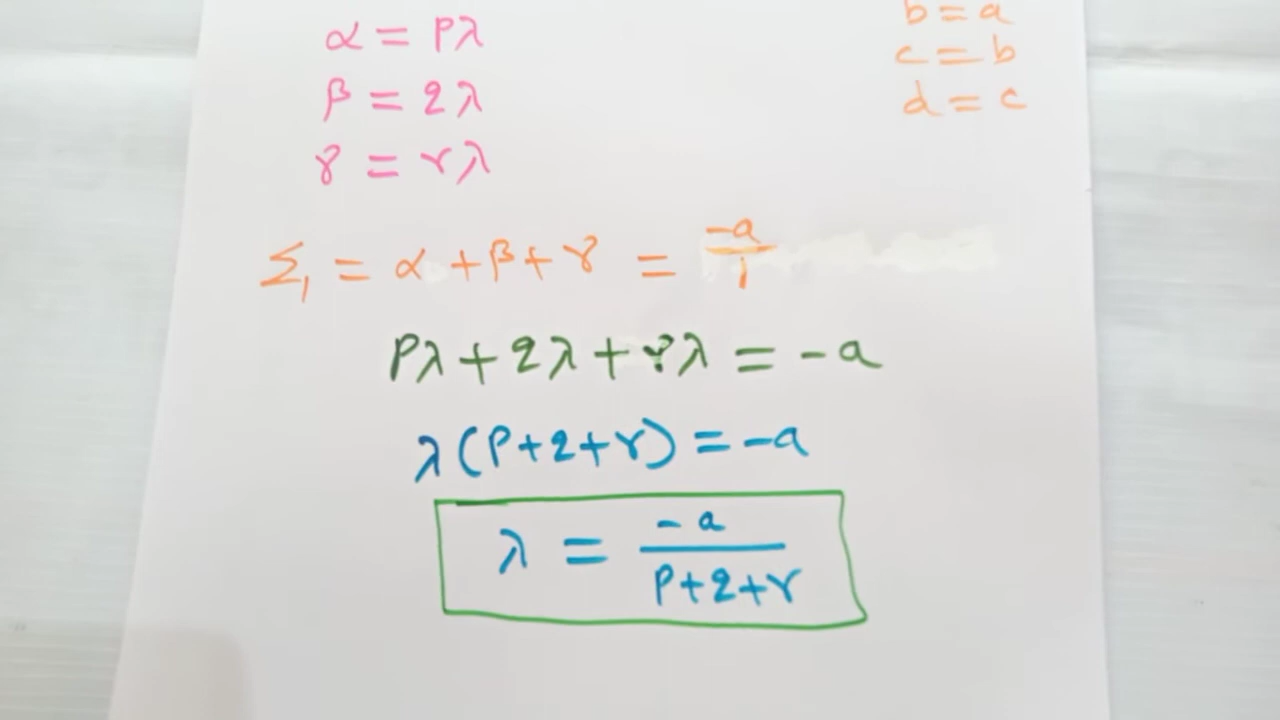 α = pλ
β = qλ
γ = rλ
b = a
c = b
d = c
Σ₁ = α + β + γ = -a/1
pλ + qλ + rλ = -a
λ(p+q+r) = -a
λ = -a/(p+q+r)